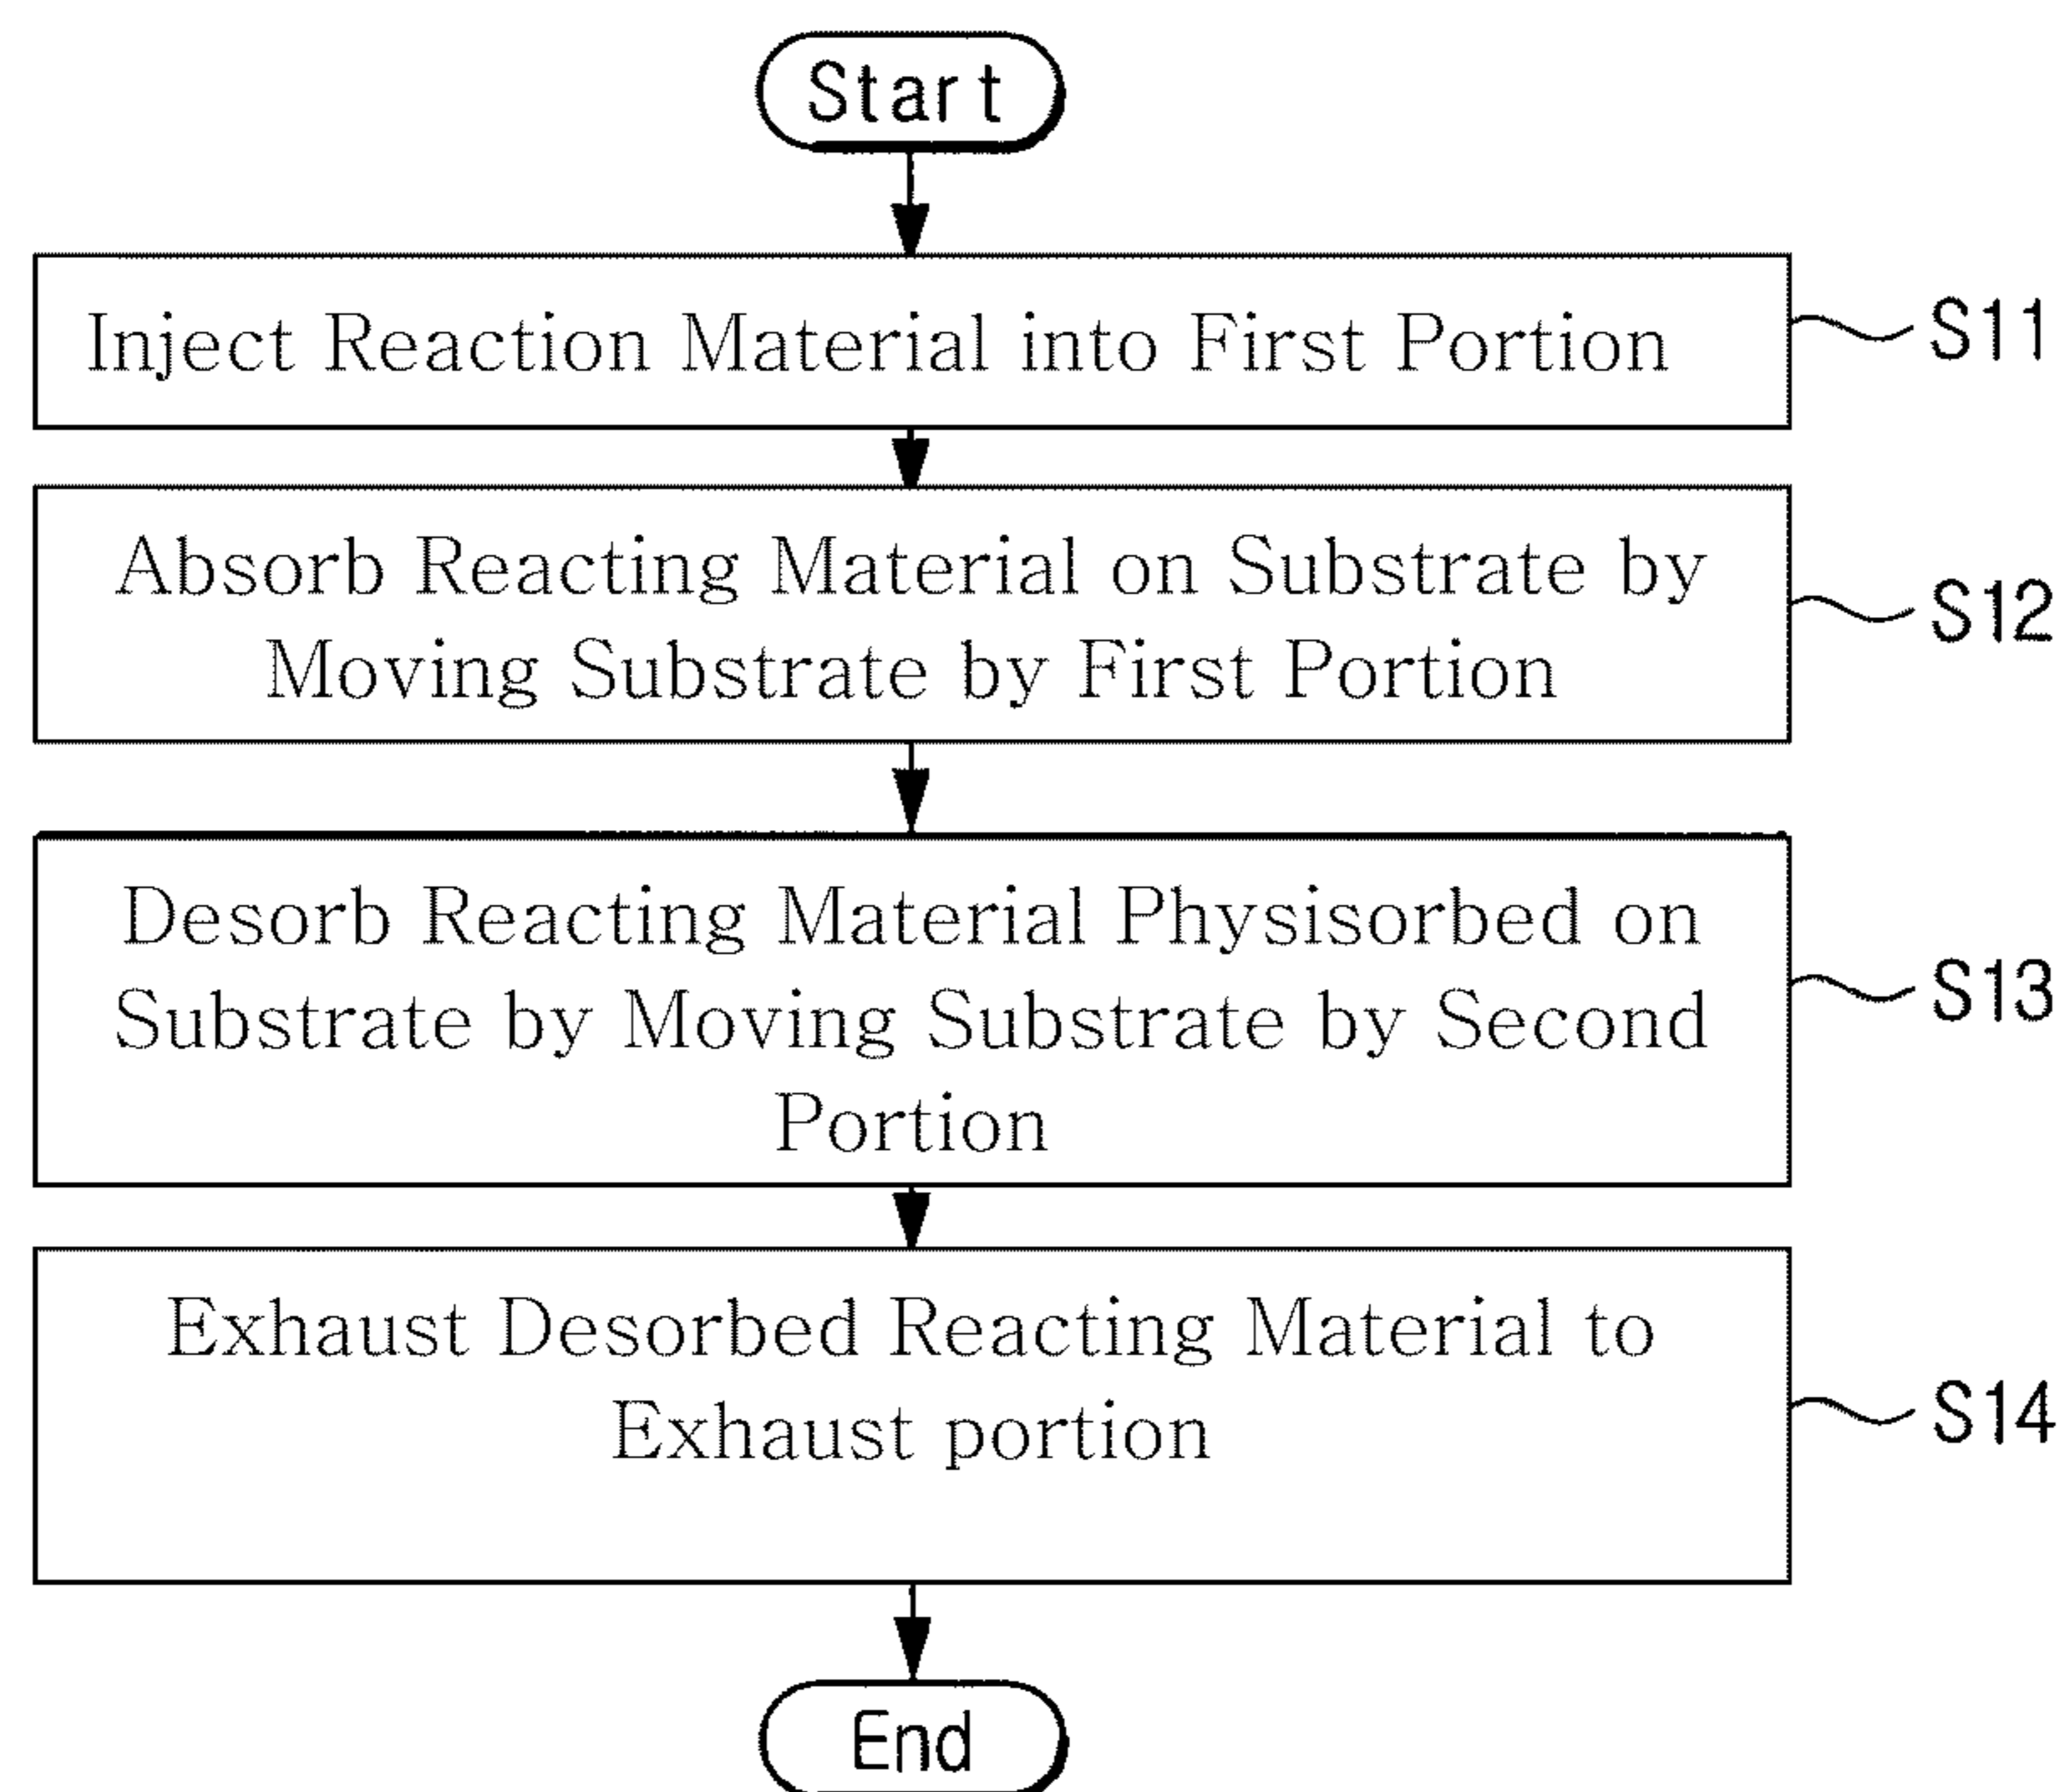 Start
Inject Reaction Material into First Portion
S11
Absorb Reacting Material on Substrate by
Moving Substrate by First Portion
S12
Desorb Reacting Material Physisorbed on
Substrate by Moving Substrate by Second
Portion
S13
Exhaust Desorbed Reacting Material to
Exhaust portion
S14
End